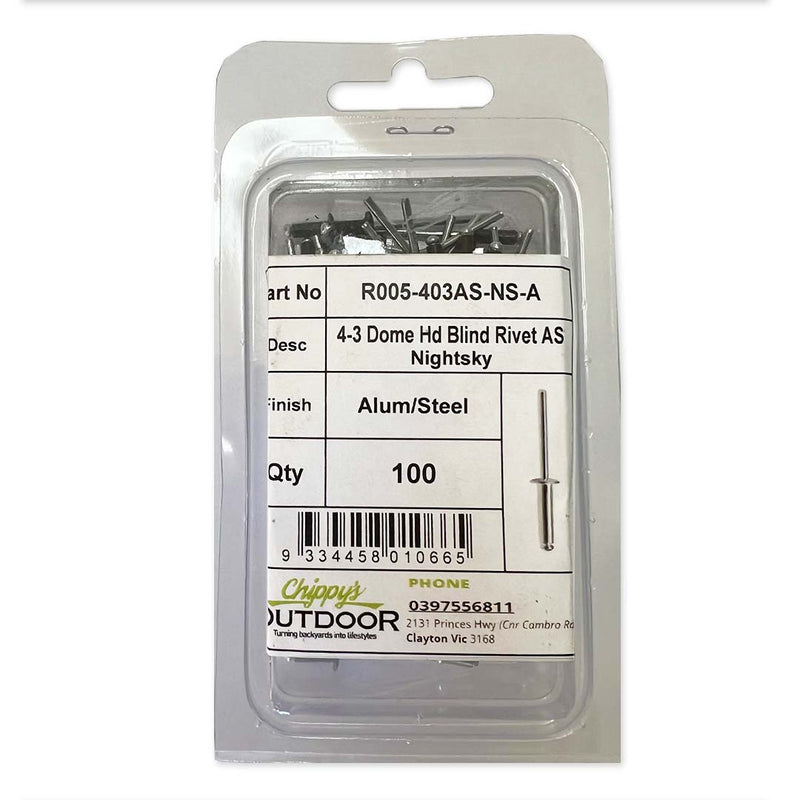 art No R005-403AS-NS-A
Desc 4-3 Dome Hd Blind Rivet AS
Nightsky
Finish Alum/Steel
Qty 100
9 334458 010665
Chippy's
OUTDOOR
Turning backyards into lifestyles
PHONE
0397556811
2131 Princes Hwy (Cnr Cambro Rd
Clayton Vic 3168